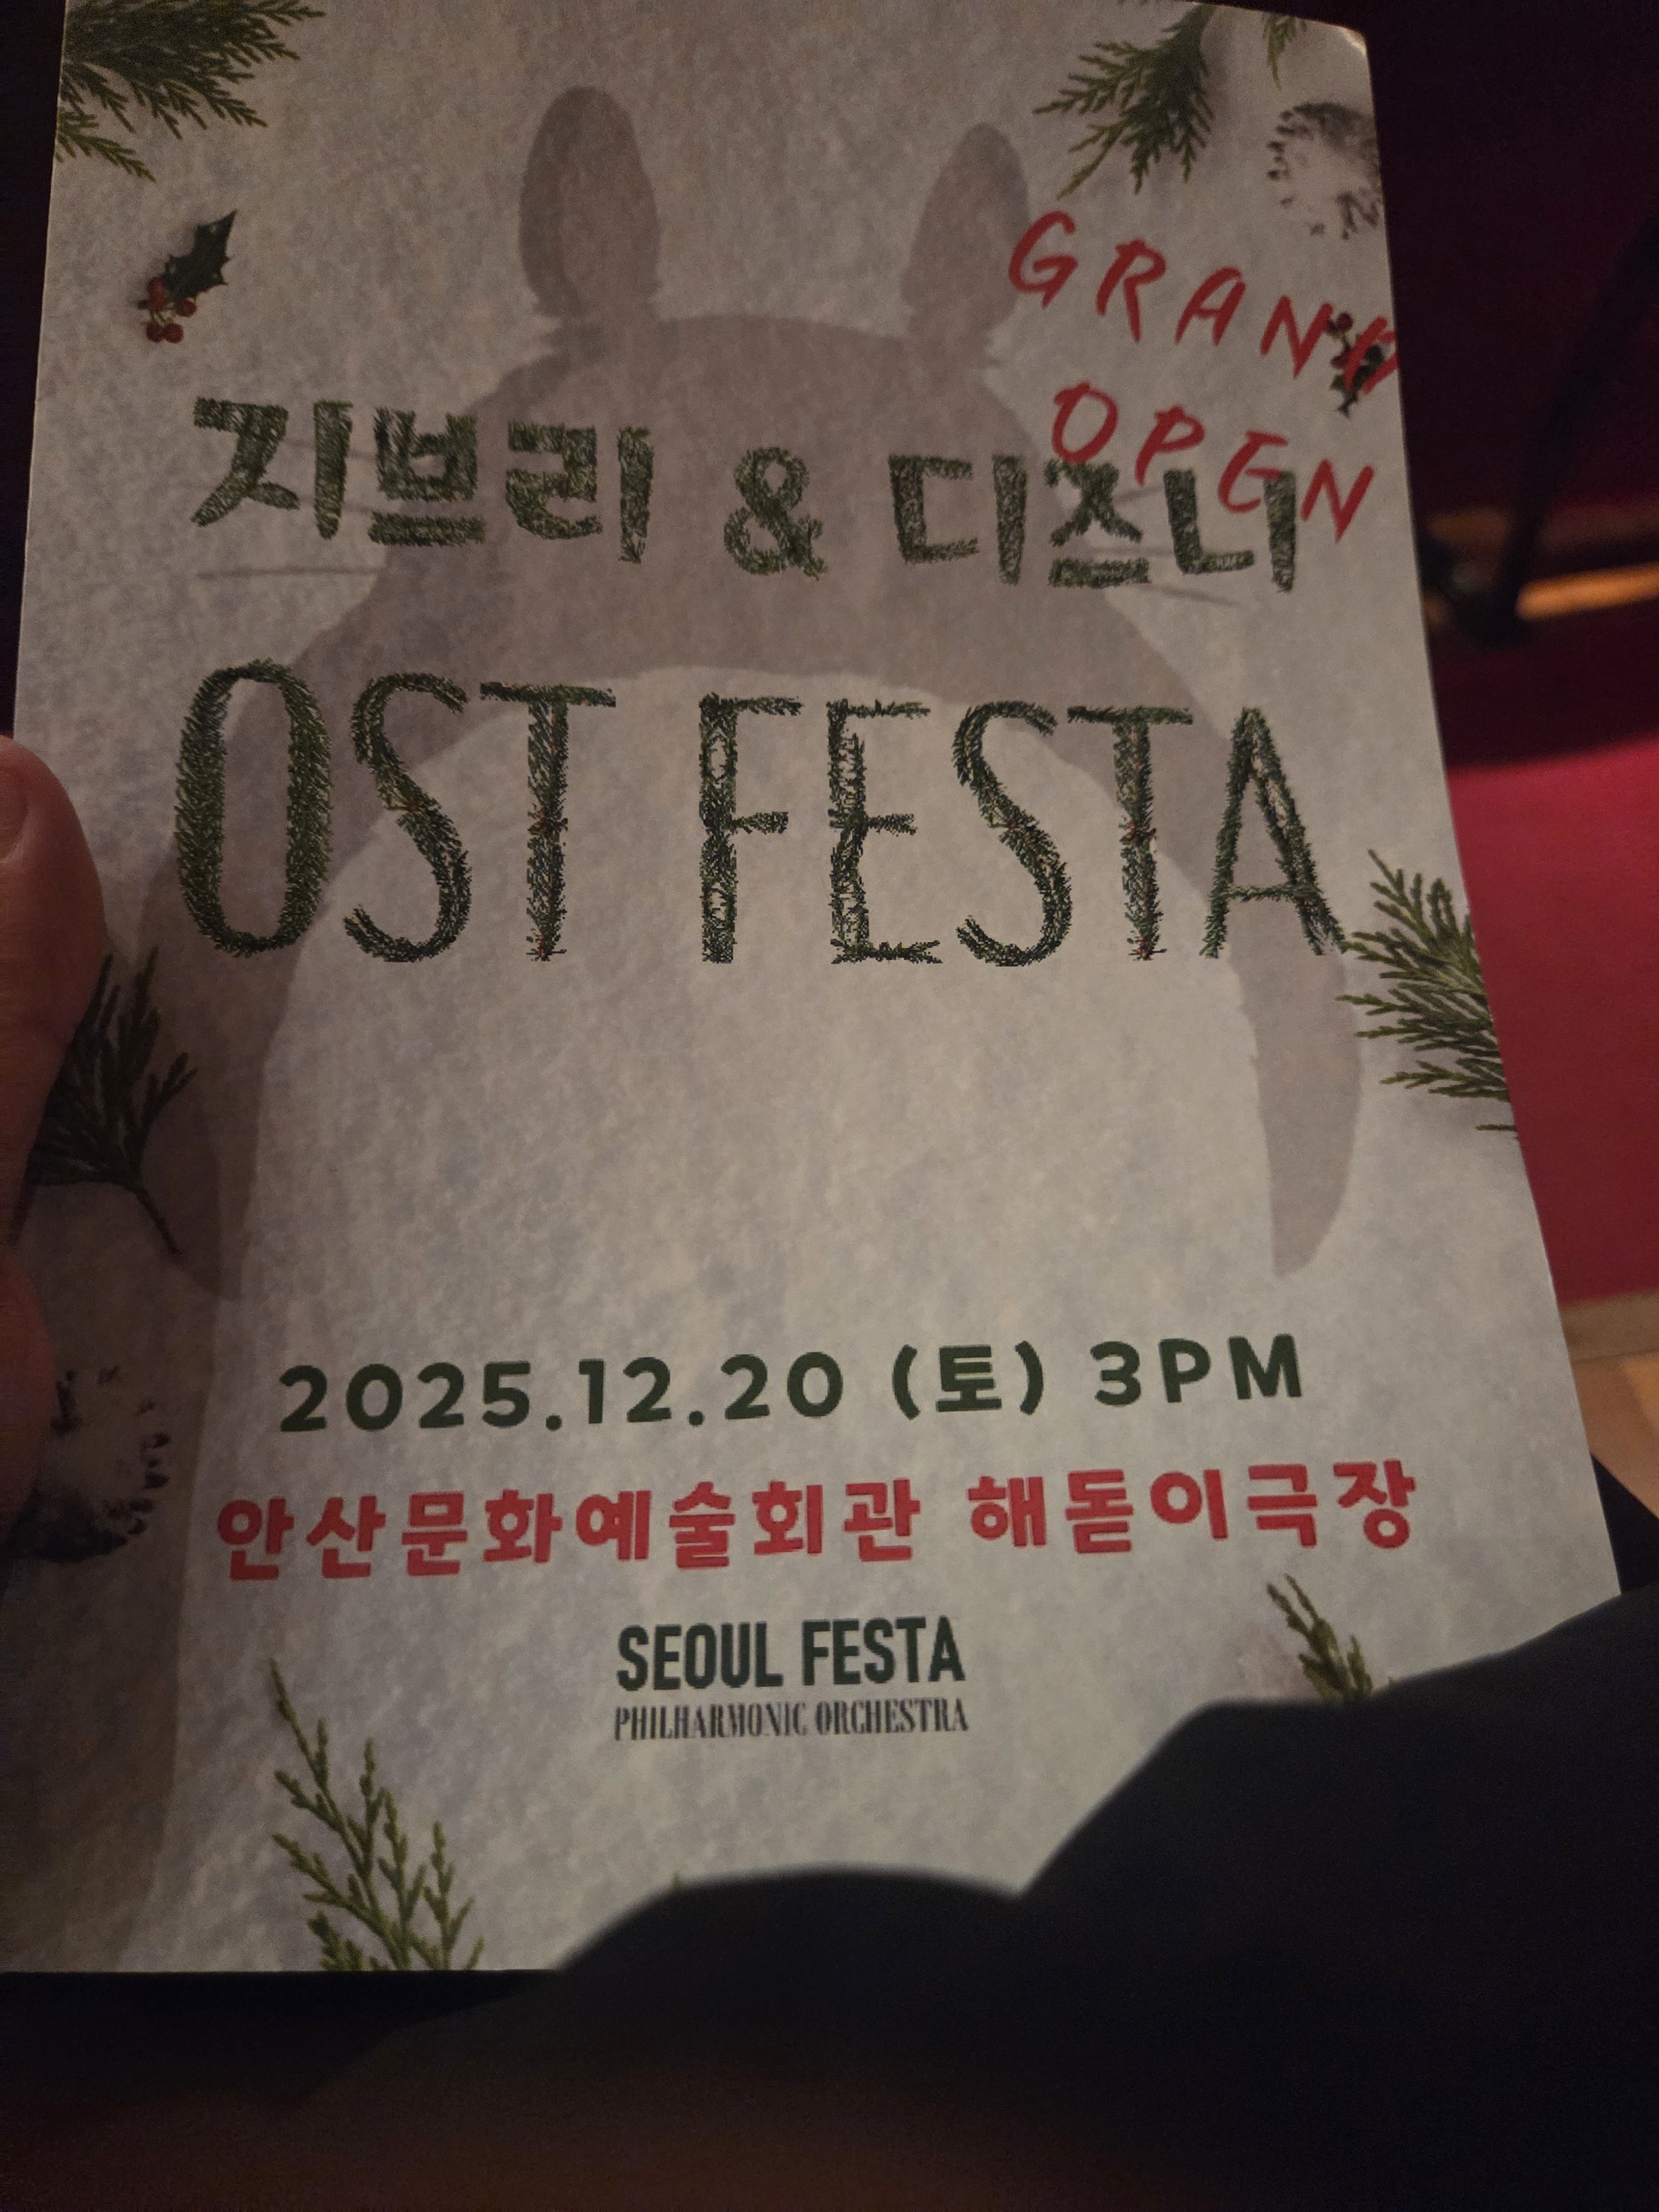 GRAND
OPEN
지브리 & 디즈니
OST FESTA
2025.12.20 (토) 3PM
안산문화예술회관 해돋이극장
SEOUL FESTA
PHILHARMONIC ORCHESTRA